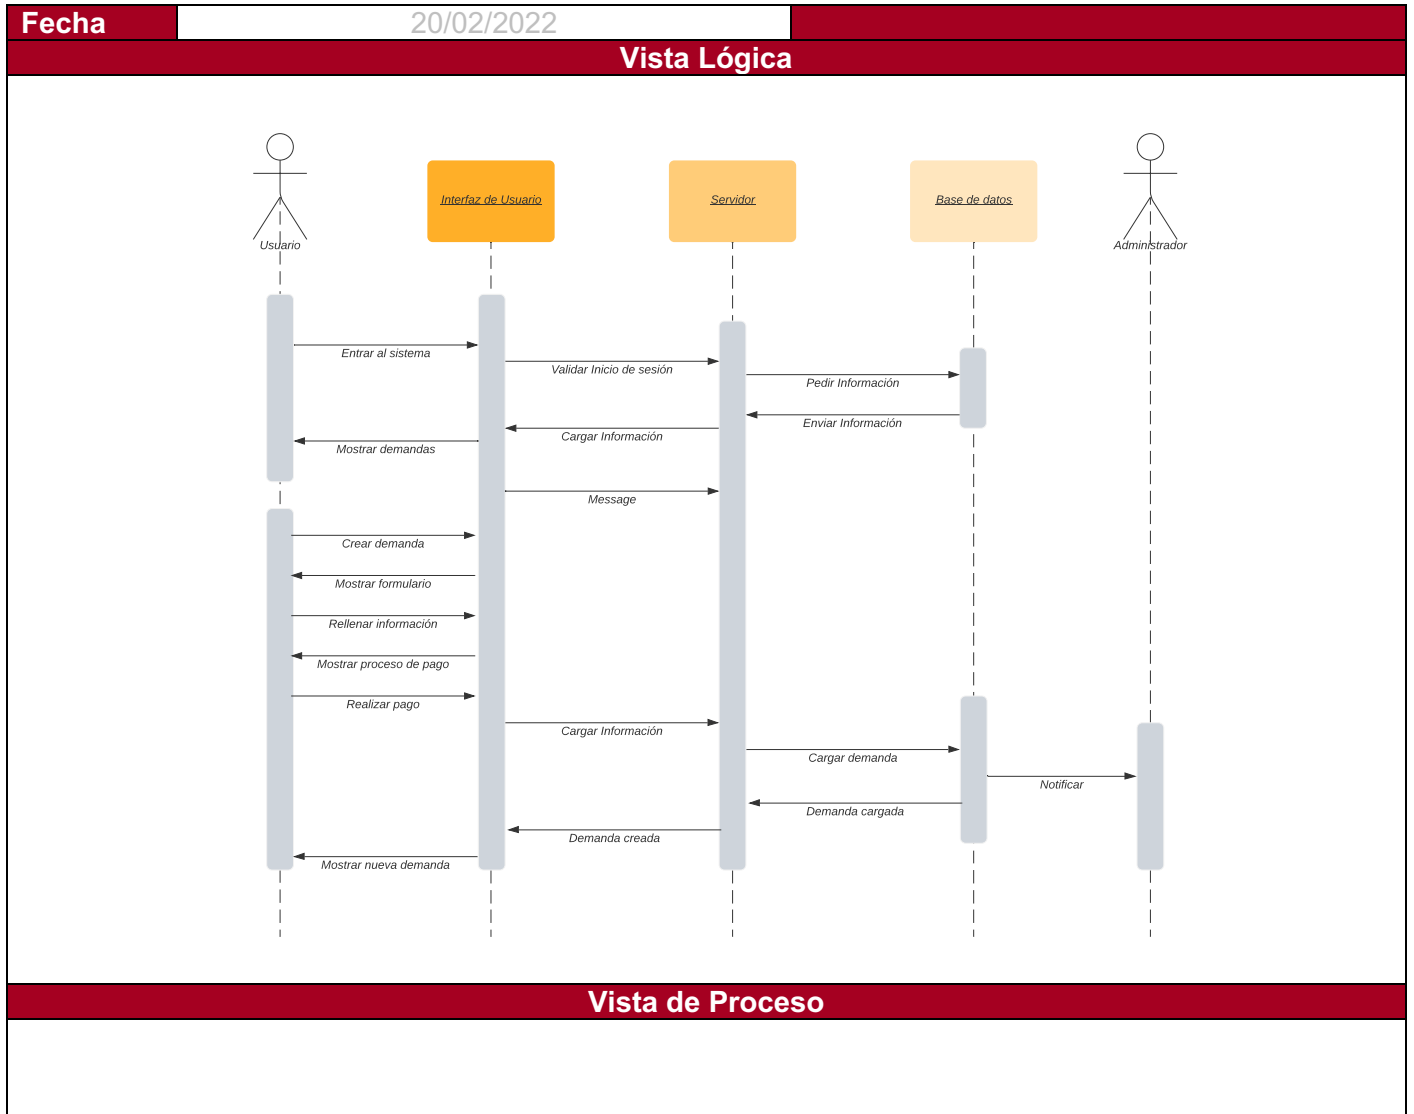 Fecha 20/02/2022
Vista Lógica
Usuario
Interfaz de Usuario
Servidor
Base de datos
Administrador
Entrar al sistema
Validar Inicio de sesión
Pedir Información
Enviar Información
Cargar Información
Mostrar demandas
Message
Crear demanda
Mostrar formulario
Rellenar información
Mostrar proceso de pago
Realizar pago
Cargar Información
Cargar demanda
Notificar
Demanda cargada
Demanda creada
Mostrar nueva demanda
Vista de Proceso